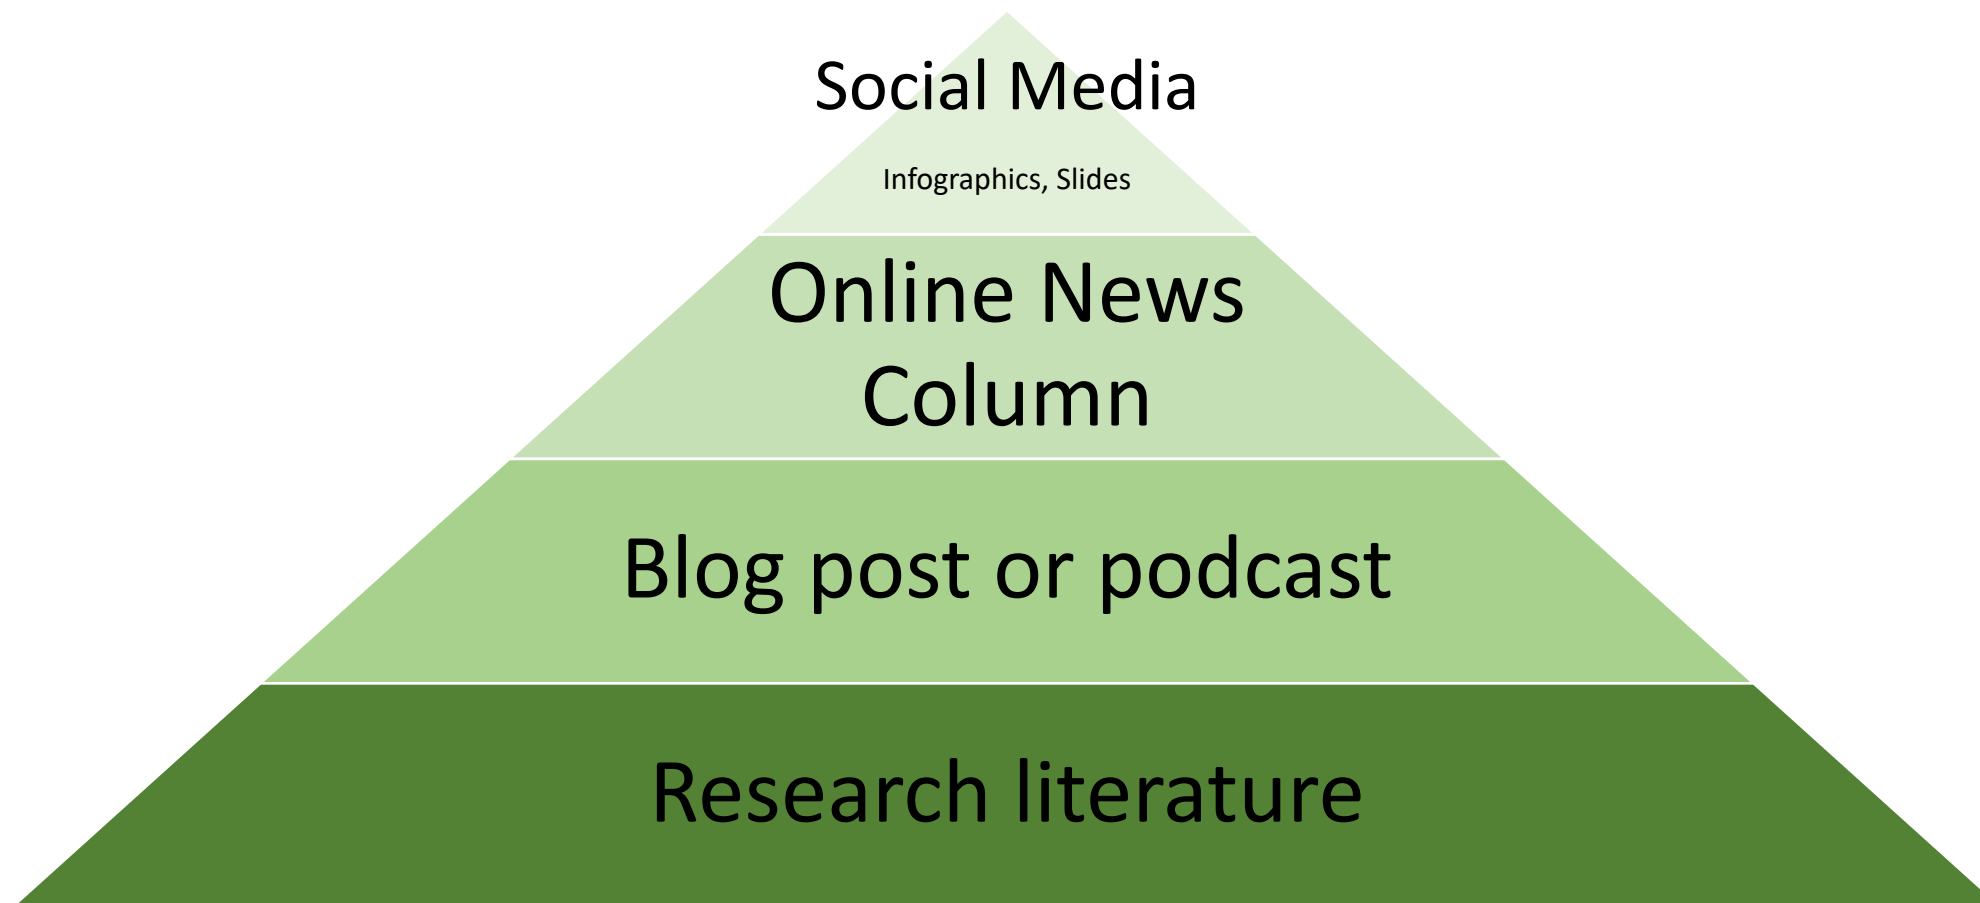 Social Media
Infographics, Slides
Online News
Column
Blog post or podcast
Research literature